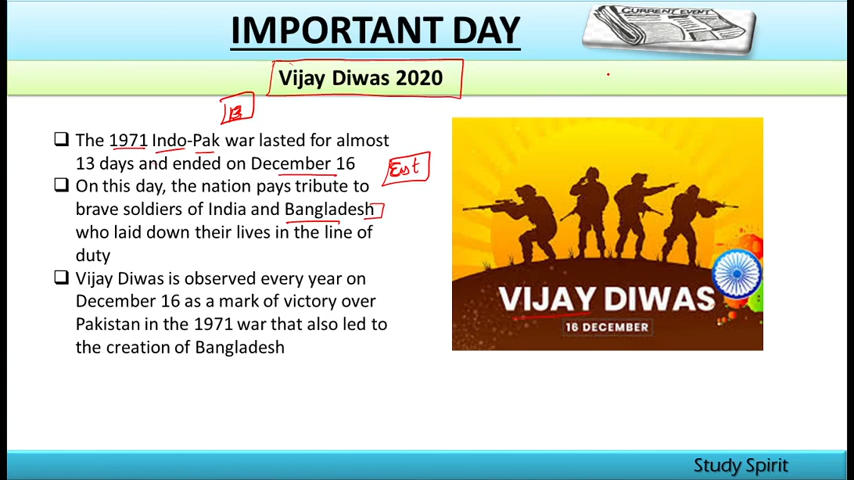 IMPORTANT DAY
CURRENT EVENT
Vijay Diwas 2020
13
❑ The 1971 Indo-Pak war lasted for almost
13 days and ended on December 16
East
❑ On this day, the nation pays tribute to
brave soldiers of India and Bangladesh
who laid down their lives in the line of
duty
❑ Vijay Diwas is observed every year on
December 16 as a mark of victory over
Pakistan in the 1971 war that also led to
the creation of Bangladesh
VIJAY DIWAS
16 DECEMBER
Study Spirit